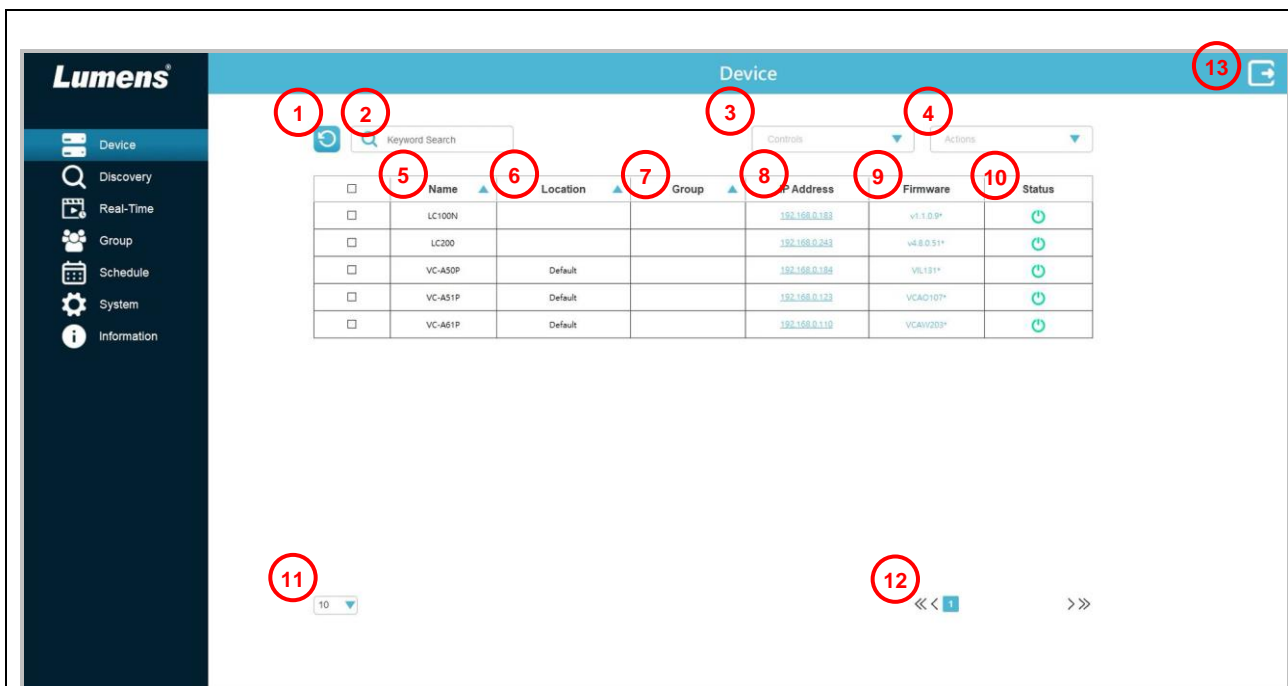 Lumens®
Device
13
1
2
3
4
Keyword Search
Controls
Actions
Device
Discovery
Real-Time
Group
Schedule
System
Information
5 Name 6 Location 7 Group 8 IP Address 9 Firmware 10 Status
LC100N 192.168.0.183 v1.1.0.9*
LC200 192.168.0.243 v4.8.0.51*
VC-A50P Default 192.168.0.184 VIL131*
VC-A51P Default 192.168.0.123 VCAO107*
VC-A61P Default 192.168.0.110 VCAW203*
11
12
10
1